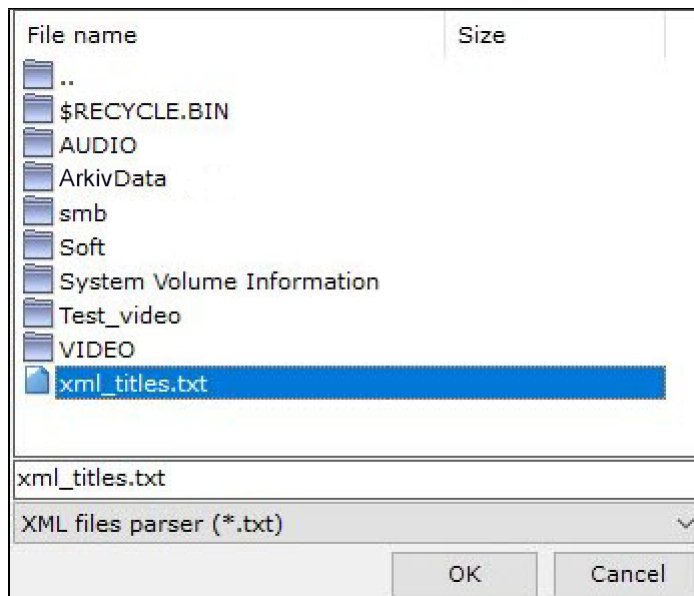 File name Size
..
$RECYCLE.BIN
AUDIO
ArkivData
smb
Soft
System Volume Information
Test_video
VIDEO
xml_titles.txt
xml_titles.txt
XML files parser (*.txt)
OK Cancel